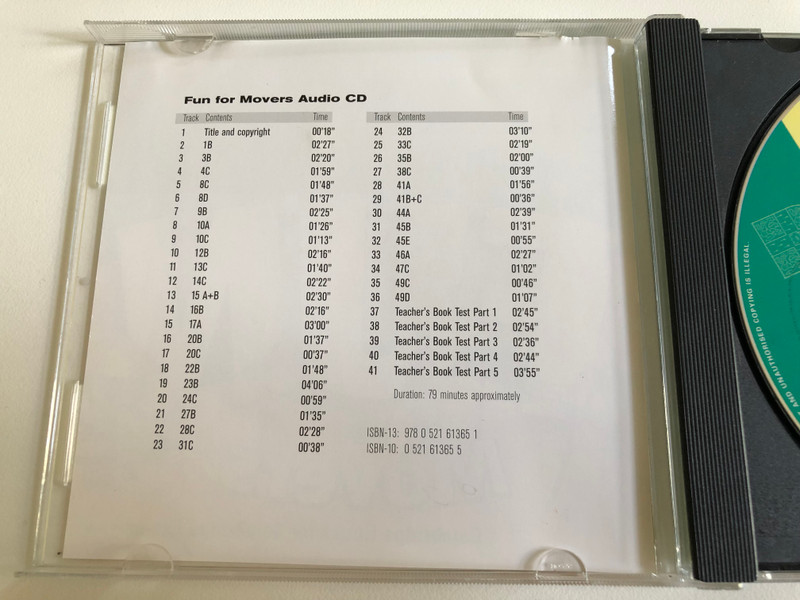 Fun for Movers Audio CD
Track Contents Time
1 Title and copyright 00'18"
2 1B 02'27"
3 3B 02'20"
4 4C 01'59"
5 8C 01'48"
6 8D 01'37"
7 9B 02'25"
8 10A 01'26"
9 10C 01'13"
10 12B 02'16"
11 13C 01'40"
12 14C 02'22"
13 15 A+B 02'30"
14 16B 02'16"
15 17A 03'00"
16 20B 01'37"
17 20C 00'37"
18 22B 01'48"
19 23B 04'06"
20 24C 00'59"
21 27B 01'35"
22 28C 02'28"
23 31C 00'38"
Track Contents Time
24 32B 03'10"
25 33C 02'19"
26 35B 02'00"
27 38C 00'39"
28 41A 01'56"
29 41B+C 00'36"
30 44A 02'39"
31 45B 01'31"
32 45E 00'55"
33 46A 02'27"
34 47C 01'02"
35 49C 00'46"
36 49D 01'07"
37 Teacher's Book Test Part 1 02'45"
38 Teacher's Book Test Part 2 02'54"
39 Teacher's Book Test Part 3 02'36"
40 Teacher's Book Test Part 4 02'44"
41 Teacher's Book Test Part 5 03'55"
Duration: 79 minutes approximately
ISBN-13: 978 0 521 61365 1
ISBN-10: 0 521 61365 5
AND UNAUTHORISED COPYING IS ILLEGAL.